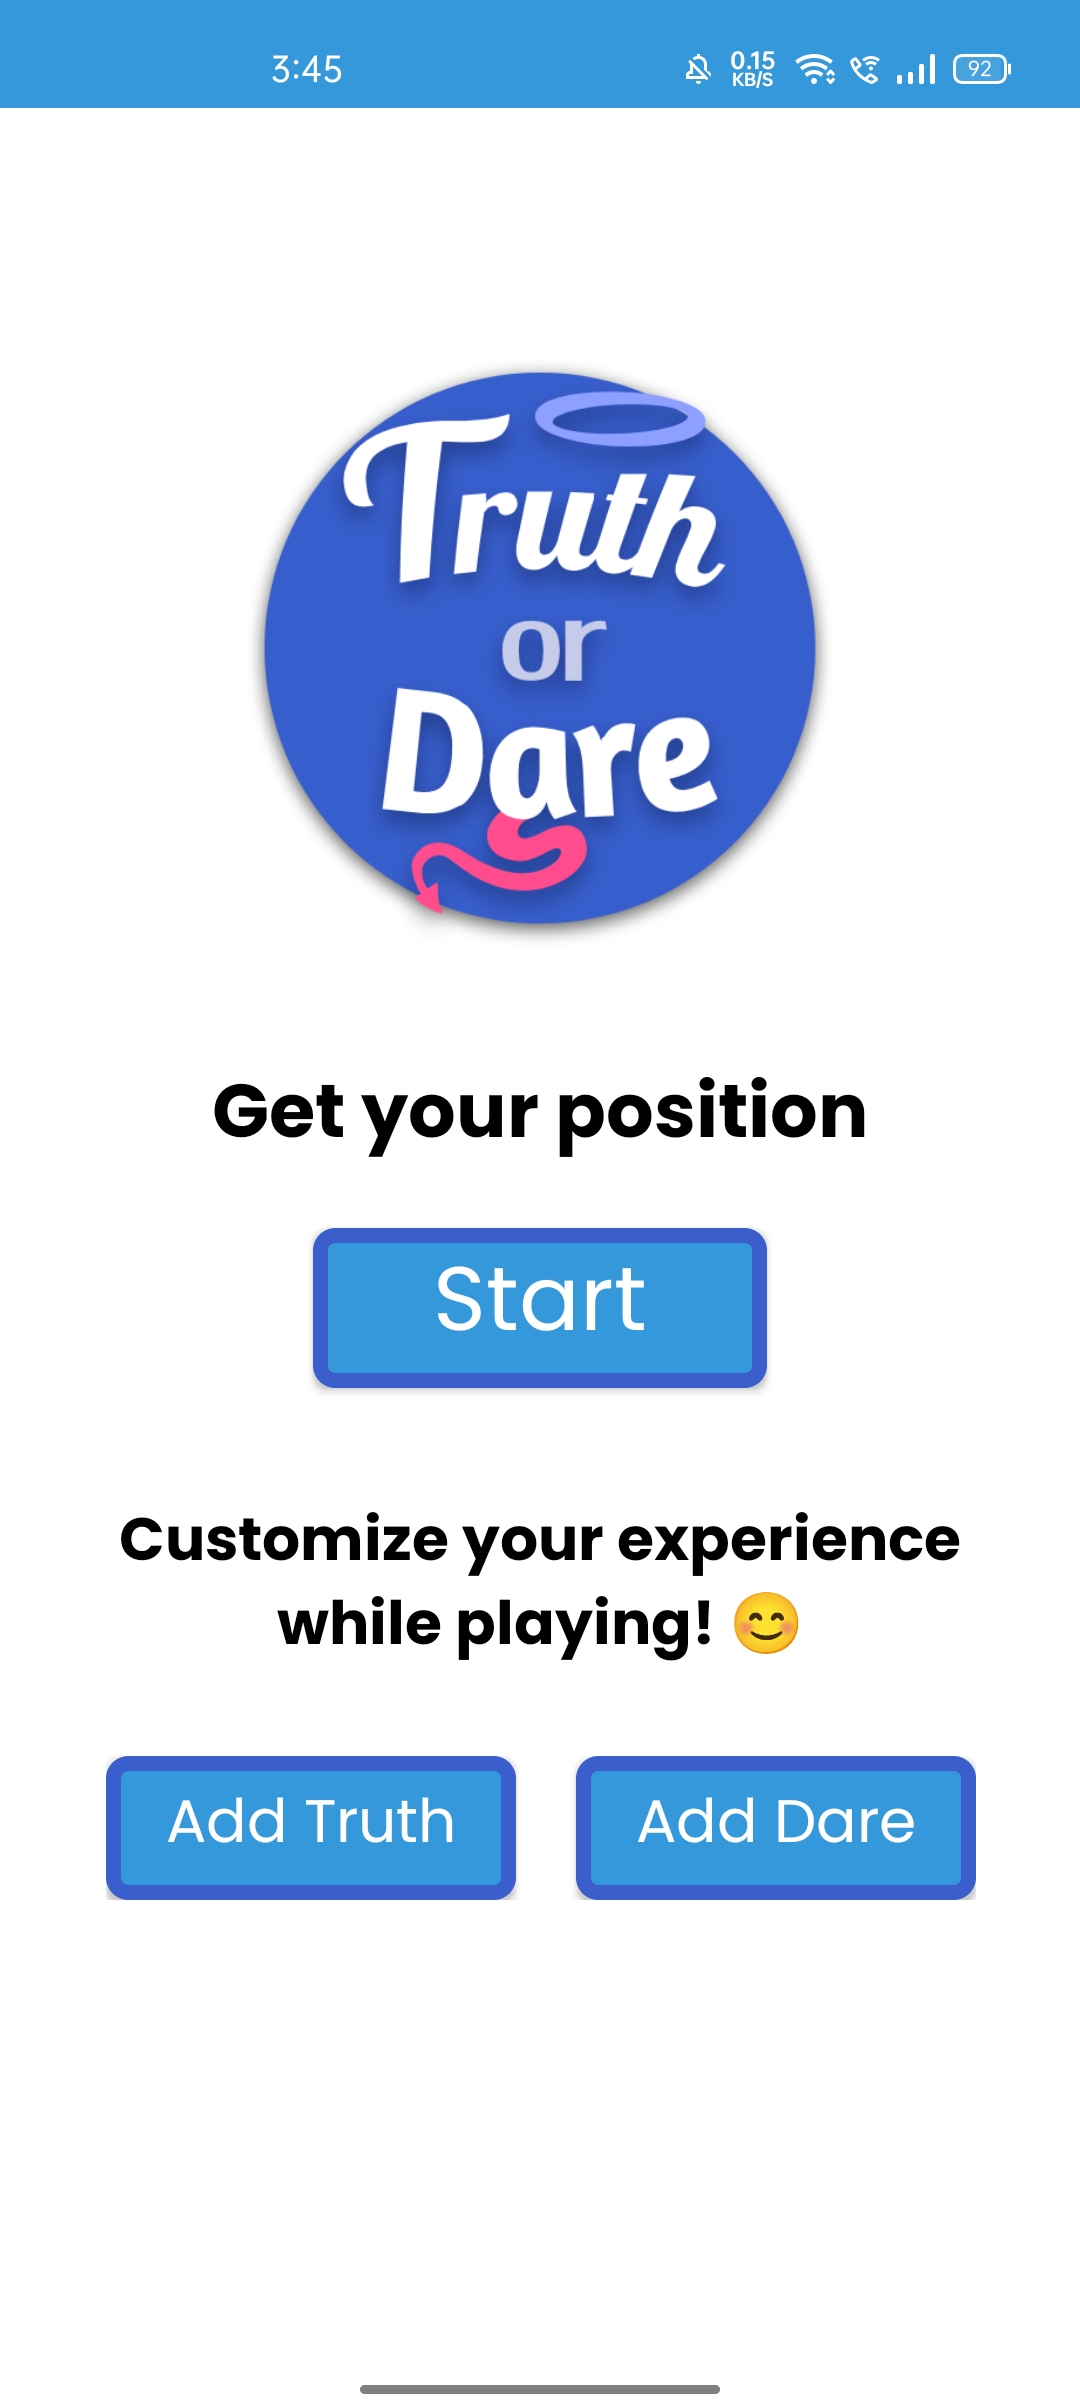 3:45
0.15
KB/S
92
Truth
or
Dare
Get your position
Start
Customize your experience
while playing! 😊
Add Truth
Add Dare